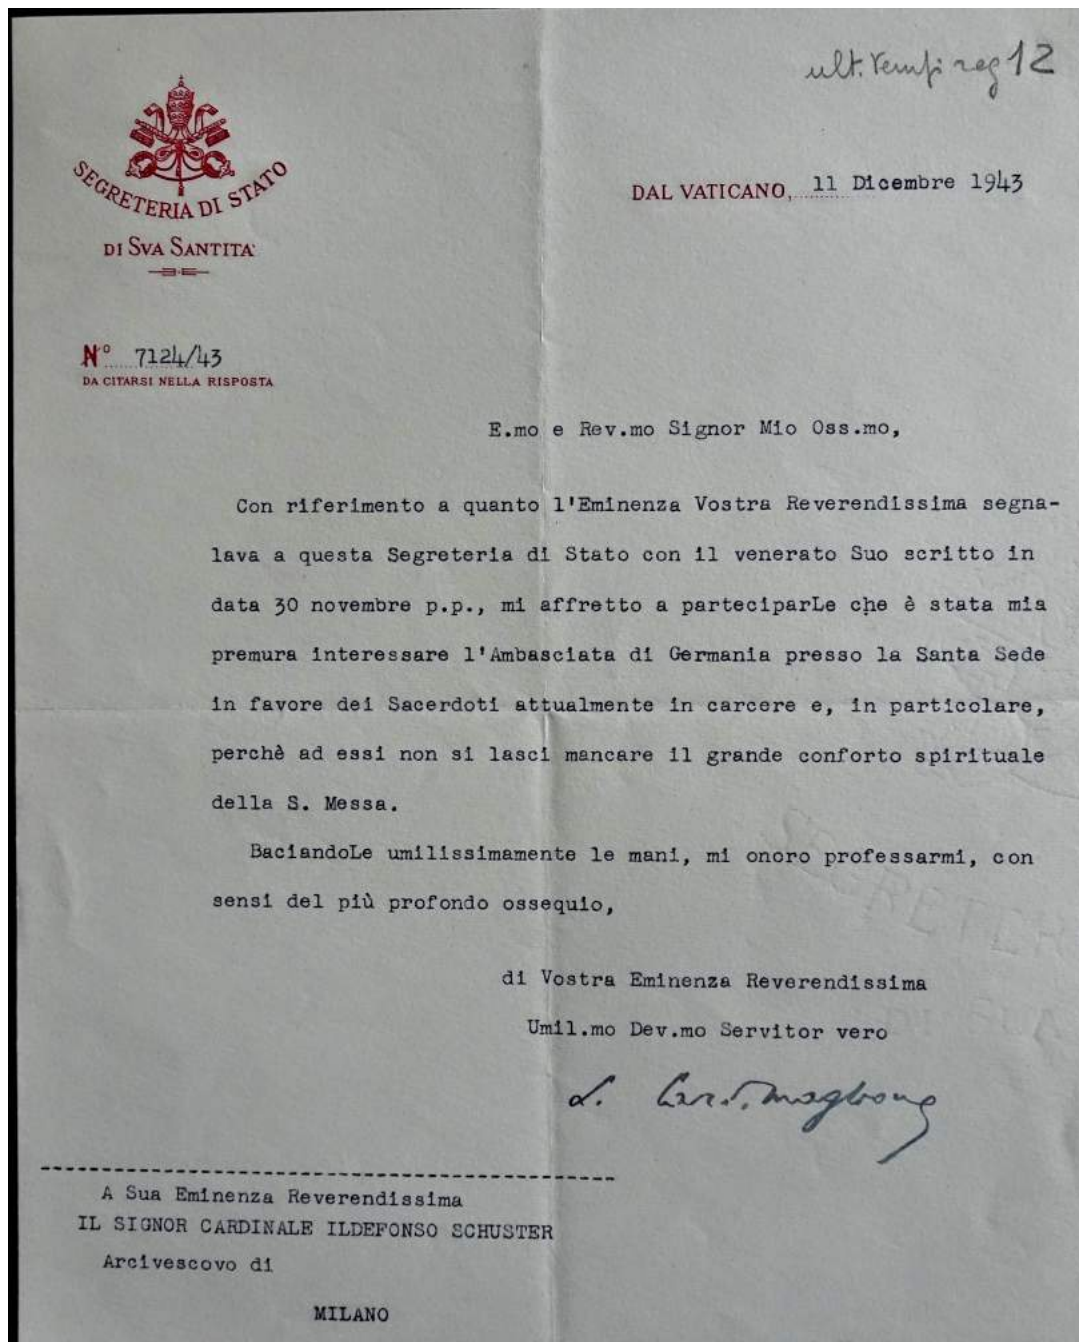 ult. tempi reg 12
SEGRETERIA DI STATO
DI SVA SANTITA'
DAL VATICANO, 11 Dicembre 1943
N° 7124/43
DA CITARSI NELLA RISPOSTA
E.mo e Rev.mo Signor Mio Oss.mo,
Con riferimento a quanto l'Eminenza Vostra Reverendissima segna-
lava a questa Segreteria di Stato con il venerato Suo scritto in
data 30 novembre p.p., mi affretto a parteciparLe che è stata mia
premura interessare l'Ambasciata di Germania presso la Santa Sede
in favore dei Sacerdoti attualmente in carcere e, in particolare,
perchè ad essi non si lasci mancare il grande conforto spirituale
della S. Messa.
BaciandoLe umilissimamente le mani, mi onoro professarmi, con
sensi del più profondo ossequio,
di Vostra Eminenza Reverendissima
Umil.mo Dev.mo Servitor vero
L. Card. Maglione
A Sua Eminenza Reverendissima
IL SIGNOR CARDINALE ILDEFONSO SCHUSTER
Arcivescovo di
MILANO